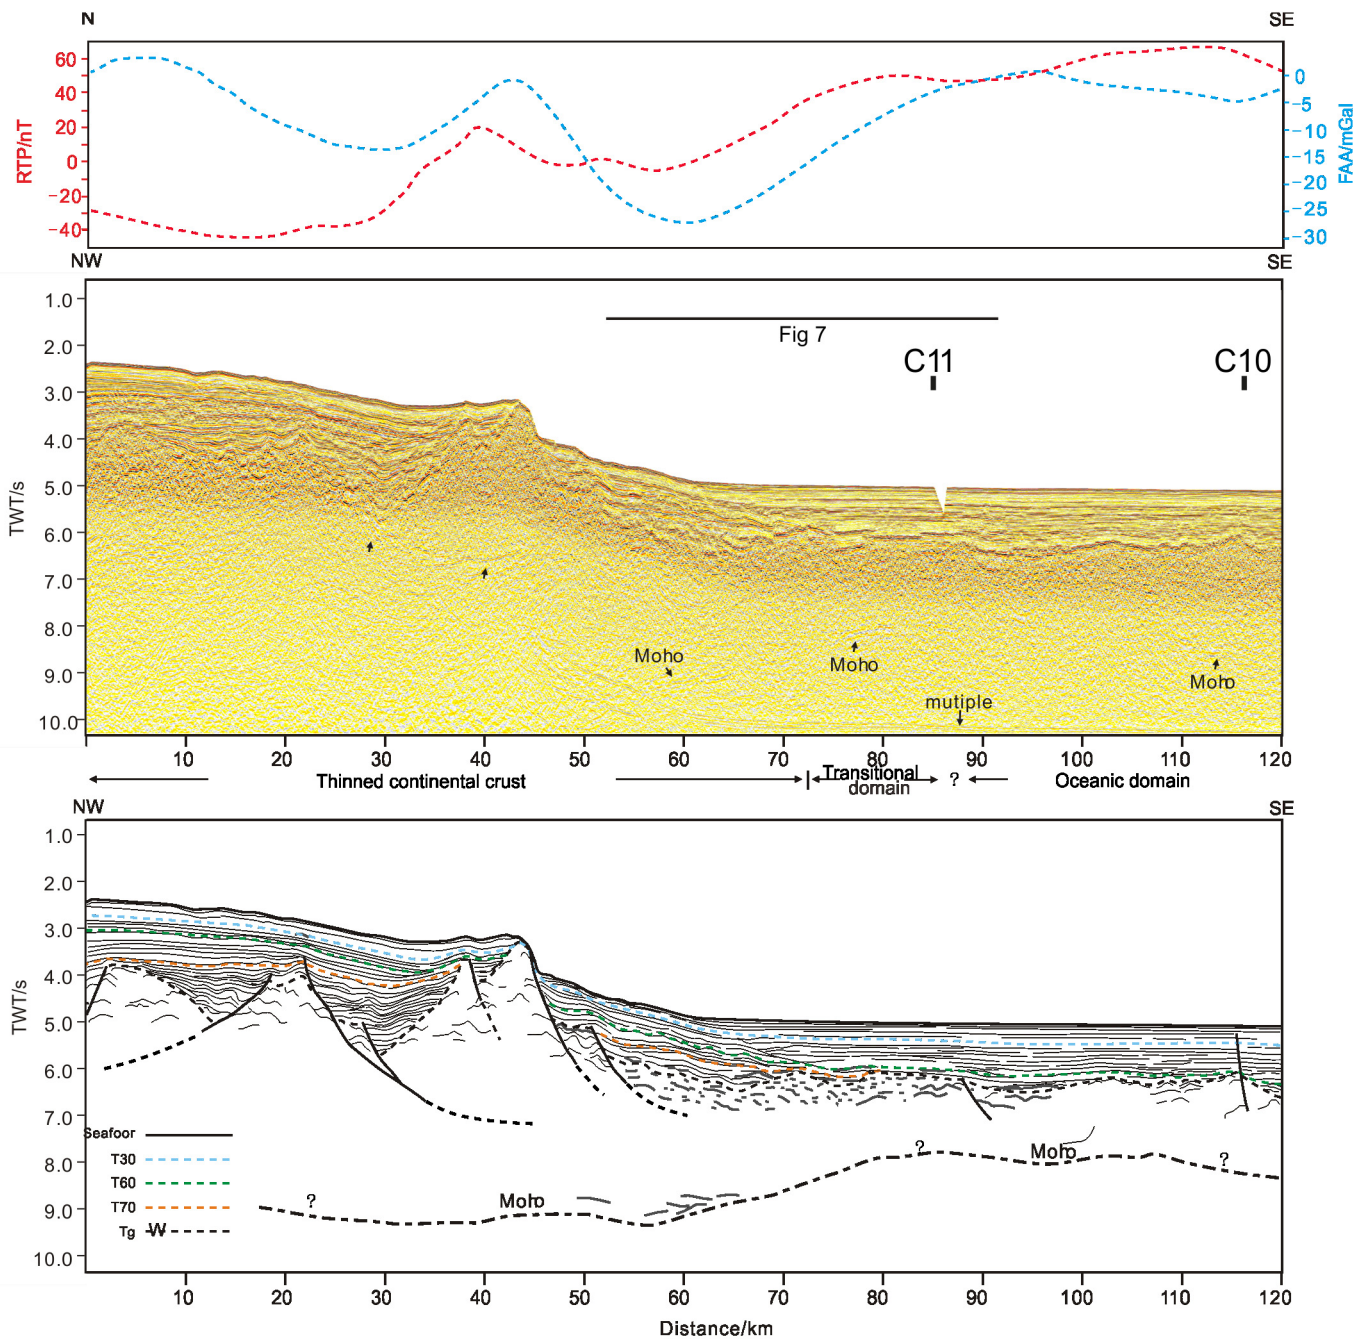 N SE
60 40 20 0 −20 −40
RTP/nT
0 −5 −10 −15 −20 −25 −30
FAA/mGal
NW SE
1.0 2.0 3.0 4.0 5.0 6.0 7.0 8.0 9.0 10.0
TWT/s
Fig 7
C11 C10
Moho
Moho
Moho
mutiple
10 20 30 40 50 60 70 80 90 100 110 120
Thinned continental crust
Transitional
domain
?
Oceanic domain
NW SE
1.0 2.0 3.0 4.0 5.0 6.0 7.0 8.0 9.0 10.0
TWT/s
Seafoor
T30
T60
T70
Tg W
?
Moho
?
Moho
?
10 20 30 40 50 60 70 80 90 100 110 120
Distance/km